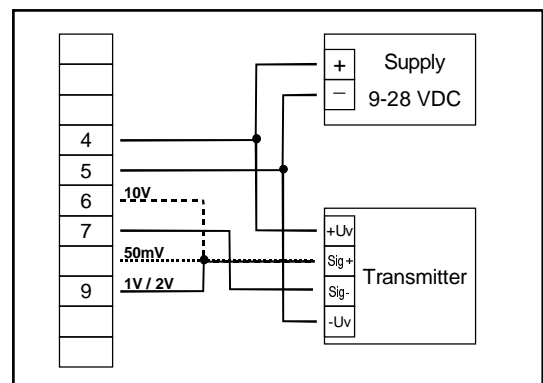 + Supply
– 9-28 VDC
4
5
6 10V
7
50mV
9 1V / 2V
+Uv
Sig+
Sig-
-Uv
Transmitter